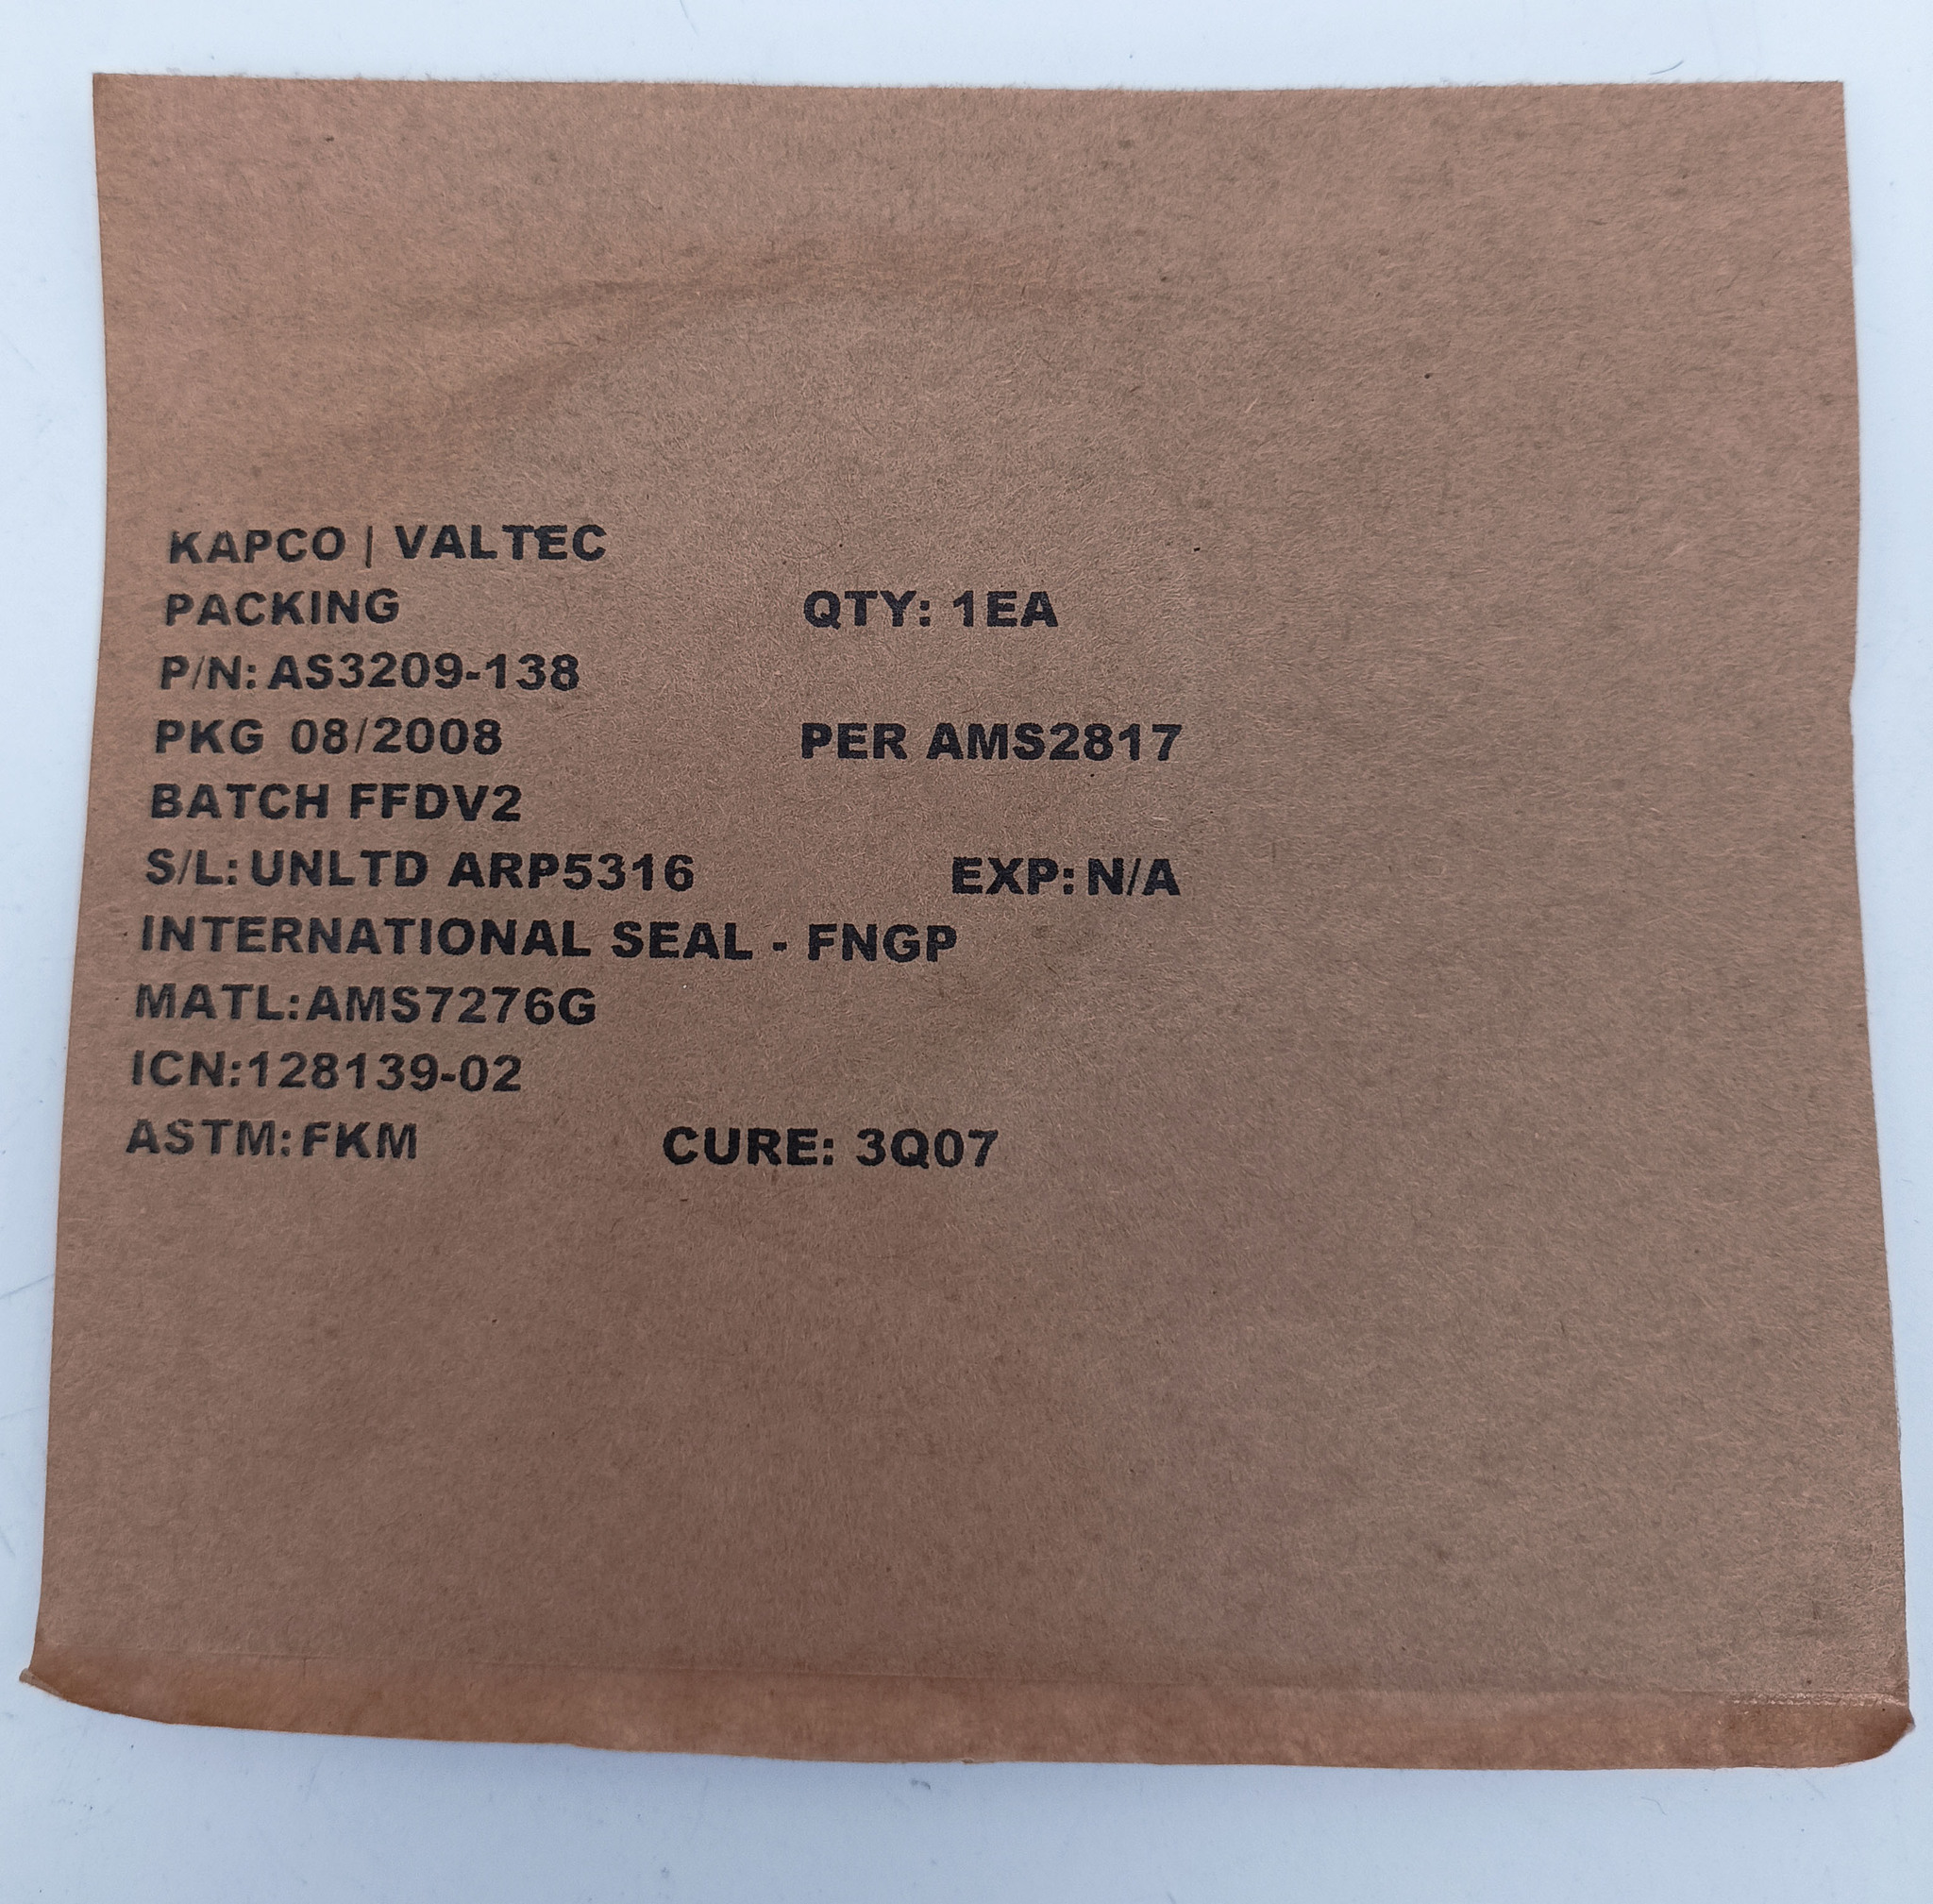 KAPCO | VALTEC
PACKING QTY: 1EA
P/N: AS3209-138
PKG 08/2008 PER AMS2817
BATCH FFDV2
S/L: UNLTD ARP5316 EXP: N/A
INTERNATIONAL SEAL - FNGP
MATL:AMS7276G
ICN:128139-02
ASTM:FKM CURE: 3Q07